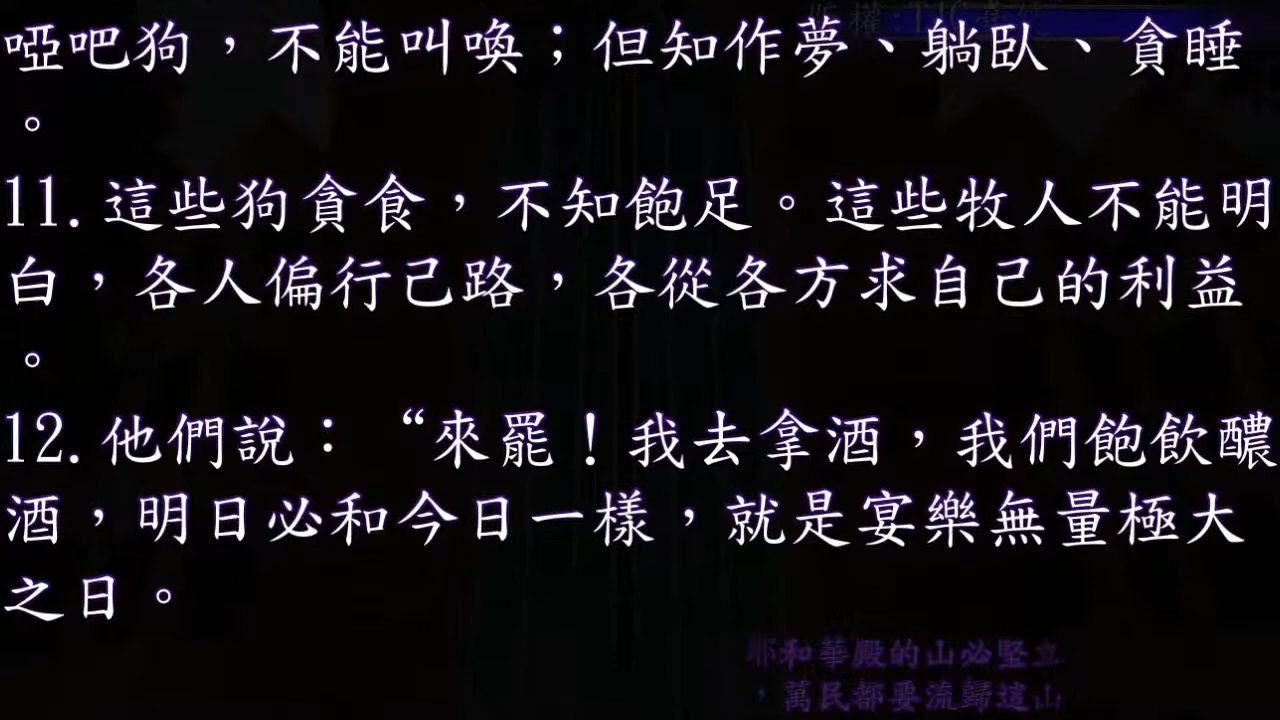 啞吧狗，不能叫喚；但知作夢、躺臥、貪睡
。
11.這些狗貪食，不知飽足。這些牧人不能明
白，各人偏行己路，各從各方求自己的利益
。
12.他們說：“來罷！我去拿酒，我們飽飲醲
酒，明日必和今日一樣，就是宴樂無量極大
之日。
耶和華殿的山必堅立
，萬民都要流歸這山